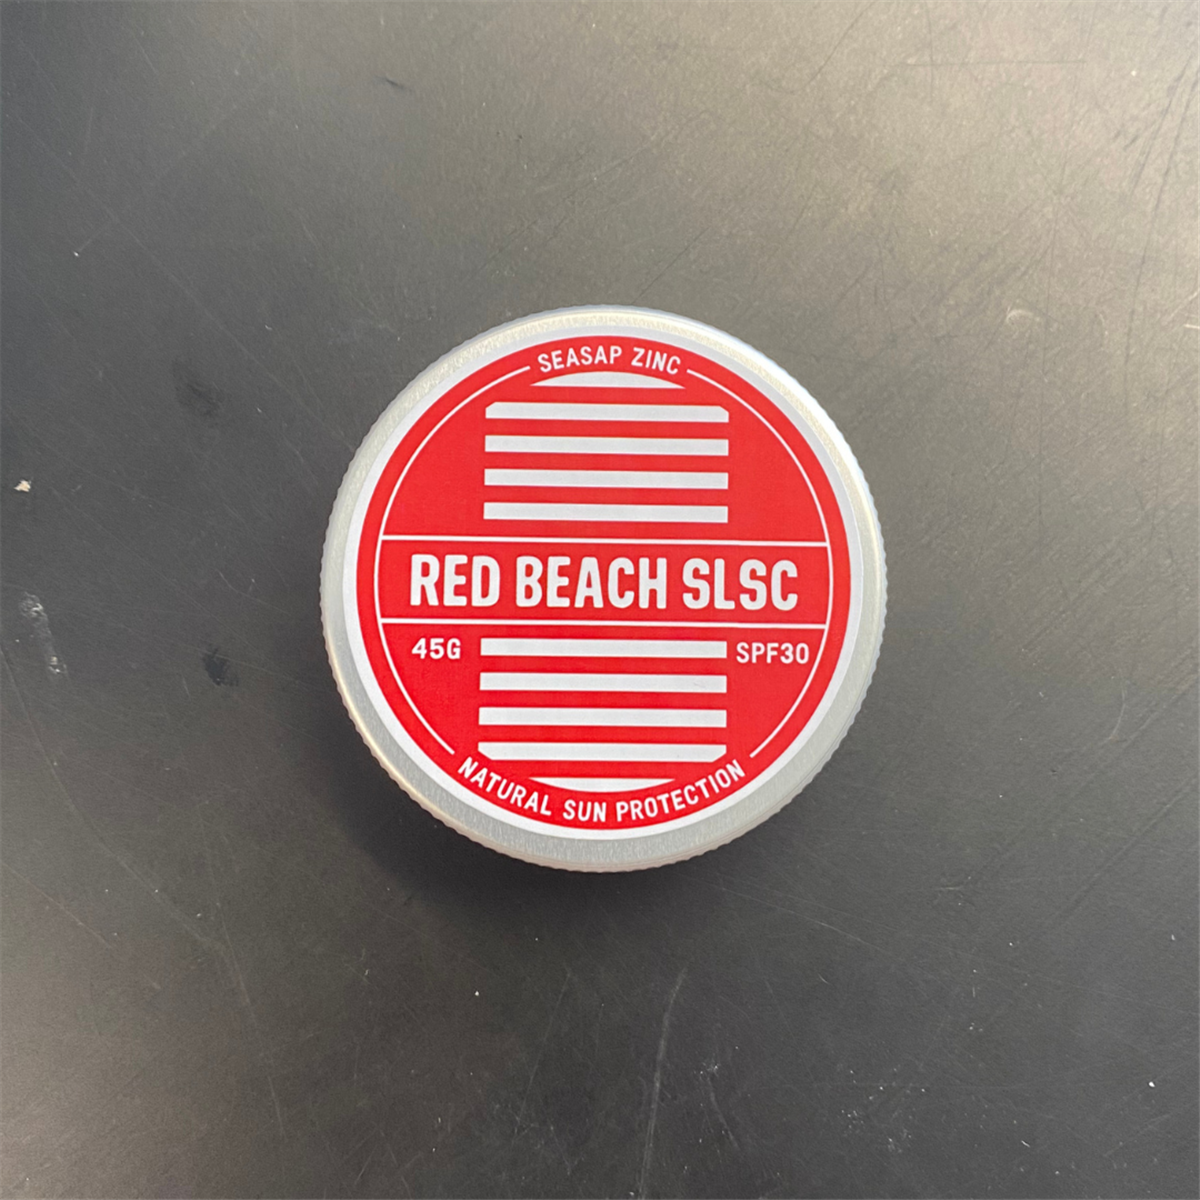 SEASAP ZINC
RED BEACH SLSC
45G SPF30
NATURAL SUN PROTECTION